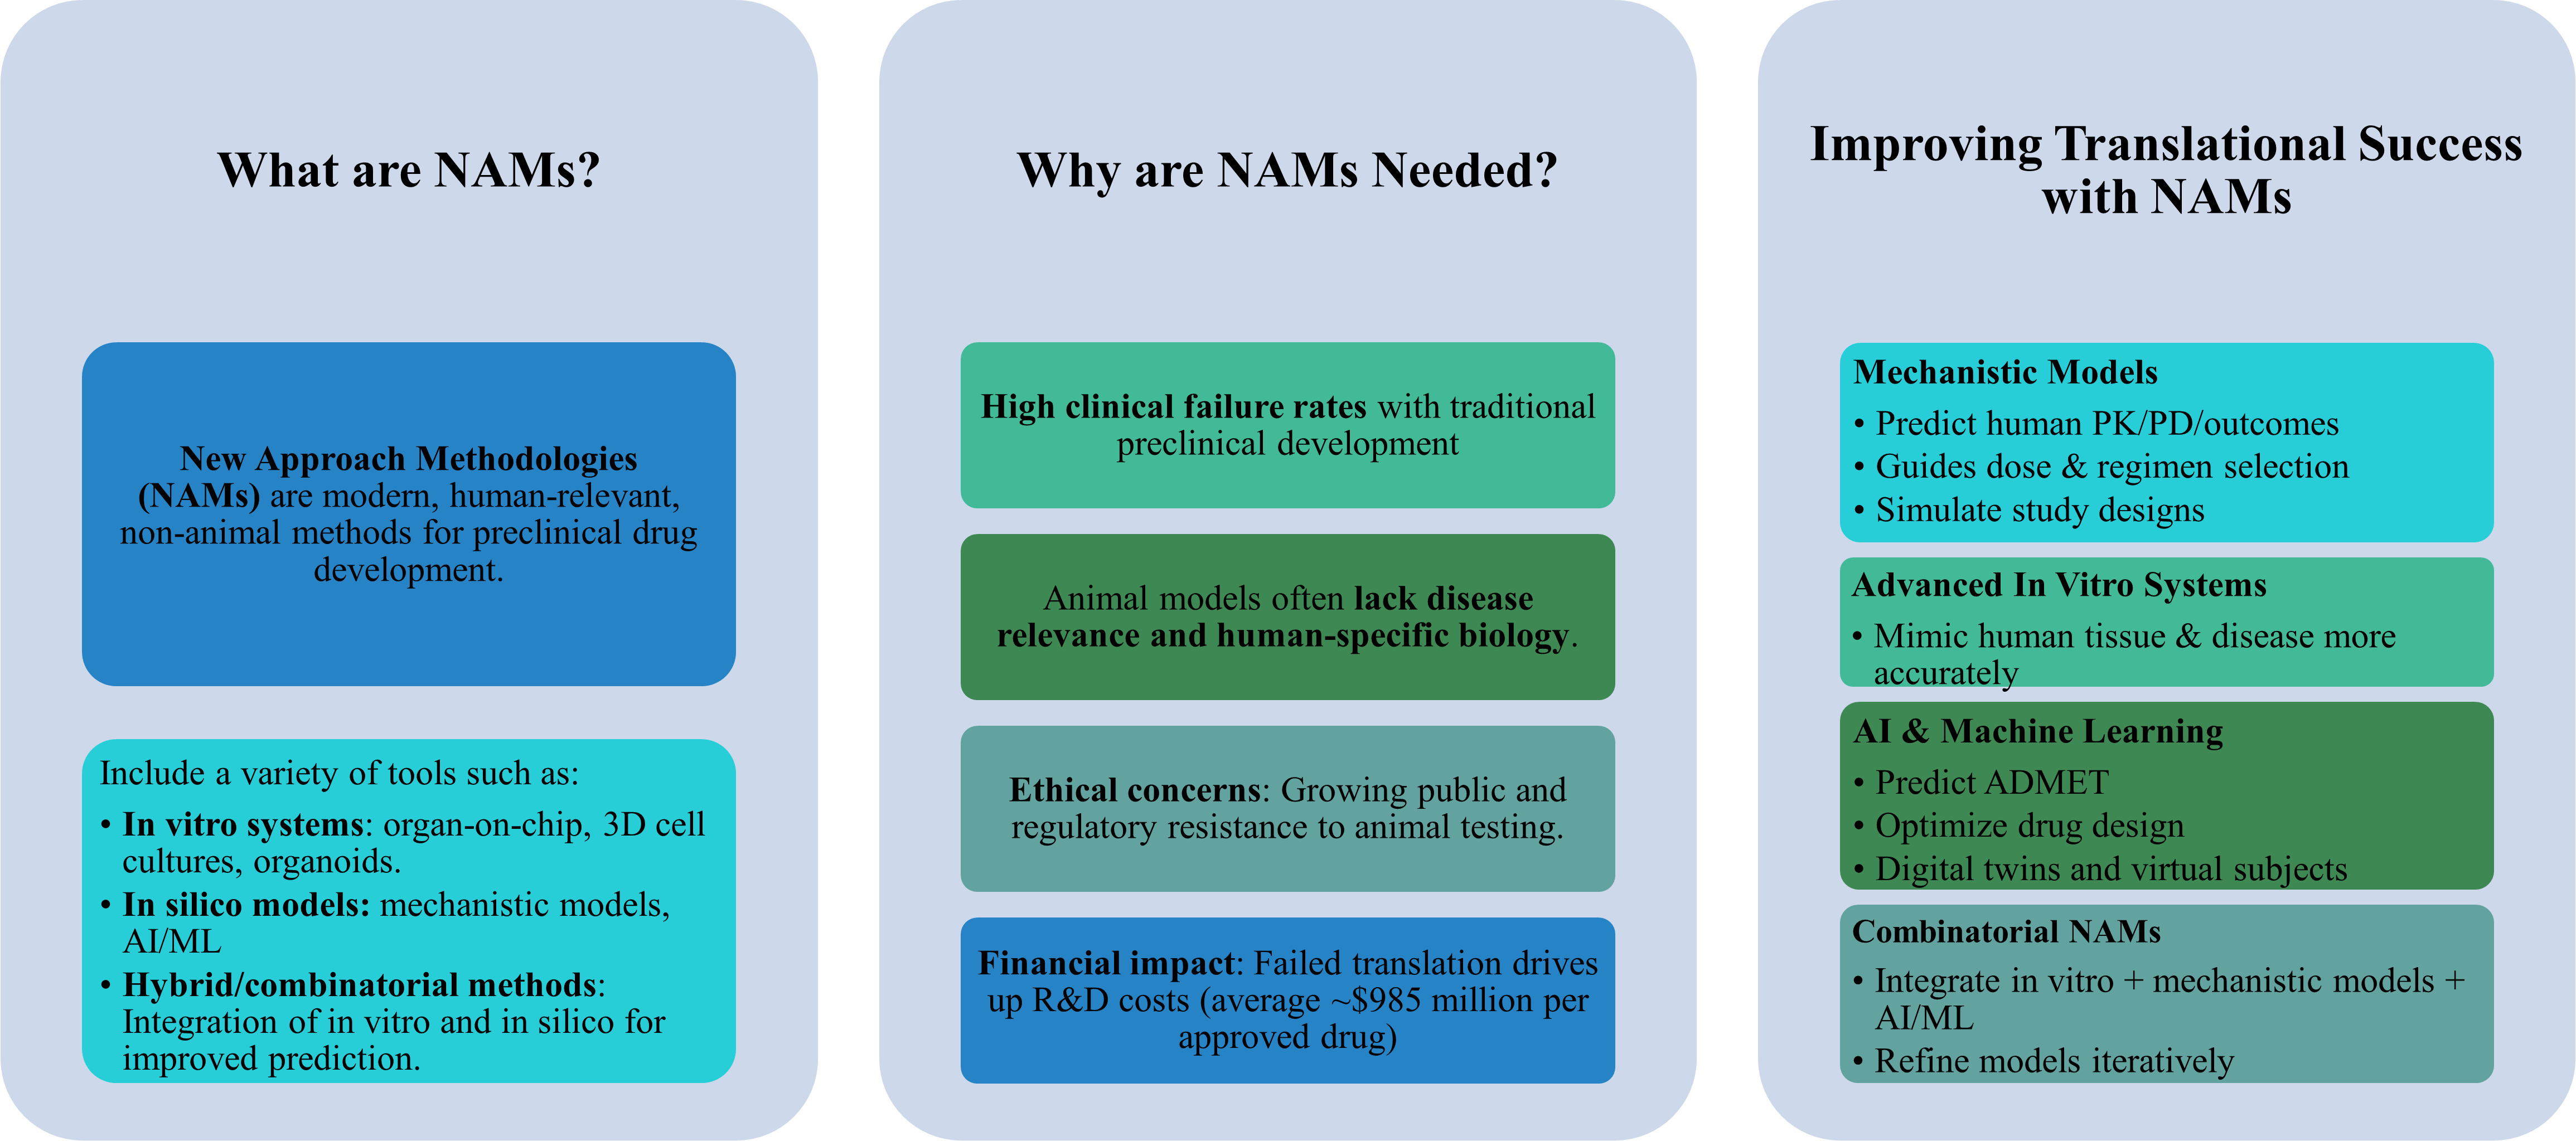 What are NAMs?
New Approach Methodologies
(NAMs) are modern, human-relevant,
non-animal methods for preclinical drug
development.
Include a variety of tools such as:
• In vitro systems: organ-on-chip, 3D cell
cultures, organoids.
• In silico models: mechanistic models,
AI/ML
• Hybrid/combinatorial methods:
Integration of in vitro and in silico for
improved prediction.
Why are NAMs Needed?
High clinical failure rates with traditional
preclinical development
Animal models often lack disease
relevance and human-specific biology.
Ethical concerns: Growing public and
regulatory resistance to animal testing.
Financial impact: Failed translation drives
up R&D costs (average ~$985 million per
approved drug)
Improving Translational Success
with NAMs
Mechanistic Models
• Predict human PK/PD/outcomes
• Guides dose & regimen selection
• Simulate study designs
Advanced In Vitro Systems
• Mimic human tissue & disease more
accurately
AI & Machine Learning
• Predict ADMET
• Optimize drug design
• Digital twins and virtual subjects
Combinatorial NAMs
• Integrate in vitro + mechanistic models +
AI/ML
• Refine models iteratively